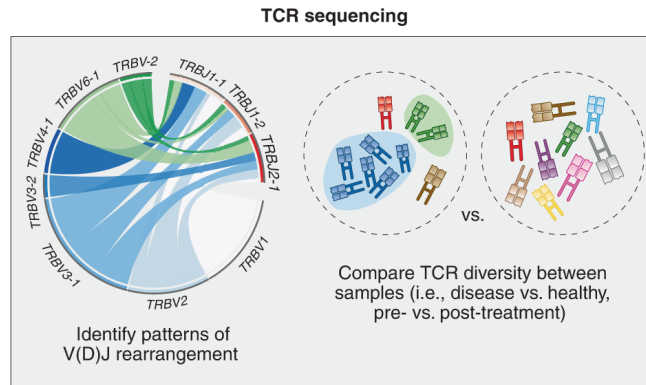 TCR sequencing
TRBV6-1
TRBV-2
TRBJ1-1
TRBJ1-2
TRBJ2-1
TRBV4-1
TRBV3-2
TRBV3-1
TRBV2
TRBV1
Identify patterns of
V(D)J rearrangement
vs.
Compare TCR diversity between
samples (i.e., disease vs. healthy,
pre- vs. post-treatment)